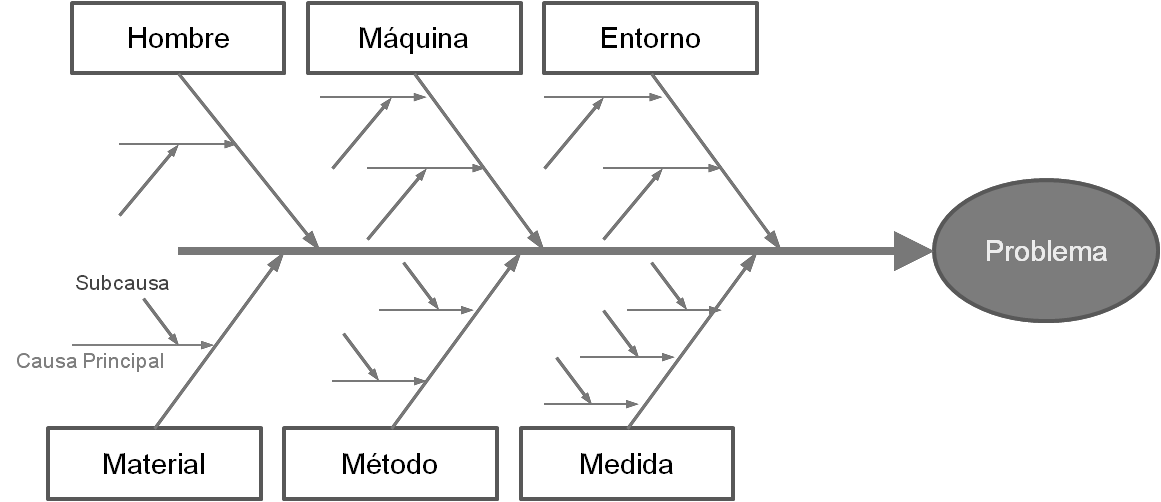 Hombre
Máquina
Entorno
Problema
Subcausa
Causa Principal
Material
Método
Medida